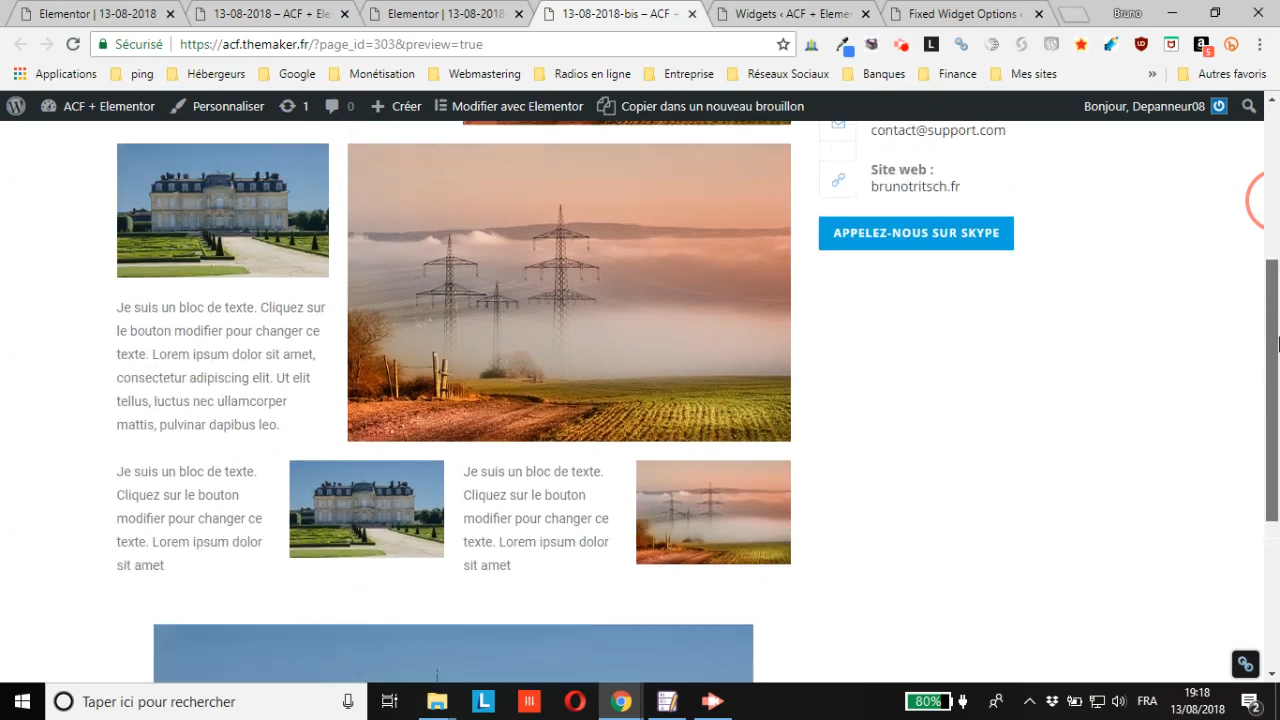 Elementor | 13-08-2018
13-08-2018 – ACF + Ele
Elementor | 13-08-2018
13-08-2018-bis – ACF +
Widgets ‹ ACF + Elemer
Fixed Widget Options ‹
Bruno
Sécurisé
https://acf.themaker.fr/?page_id=303&preview=true
Applications
ping
Hébergeurs
Google
Monétisation
Webmastering
Radios en ligne
Entreprise
Réseaux Sociaux
Banques
Finance
Mes sites
»
Autres favoris
ACF + Elementor
Personnaliser
1
0
Créer
Modifier avec Elementor
Copier dans un nouveau brouillon
Bonjour, Depanneur08
contact@support.com
Site web :
brunotritsch.fr
APPELEZ-NOUS SUR SKYPE
Je suis un bloc de texte. Cliquez sur
le bouton modifier pour changer ce
texte. Lorem ipsum dolor sit amet,
consectetur adipiscing elit. Ut elit
tellus, luctus nec ullamcorper
mattis, pulvinar dapibus leo.
Je suis un bloc de texte.
Cliquez sur le bouton
modifier pour changer ce
texte. Lorem ipsum dolor
sit amet
Je suis un bloc de texte.
Cliquez sur le bouton
modifier pour changer ce
texte. Lorem ipsum dolor
sit amet
Taper ici pour rechercher
80%
FRA
19:18
13/08/2018
2